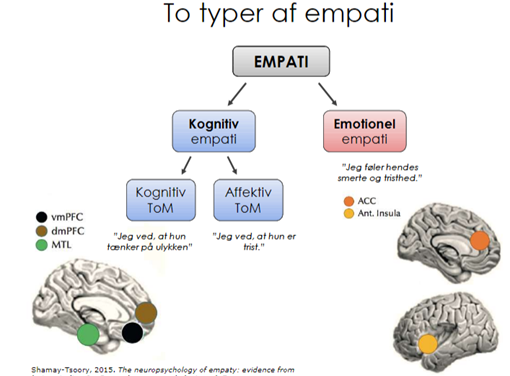 To typer af empati
EMPATI
Kognitiv
empati
Emotionel
empati
"Jeg føler hendes
smerte og tristhed."
Kognitiv
ToM
Affektiv
ToM
"Jeg ved, at hun
tænker på ulykken"
"Jeg ved, at hun er
trist."
vmPFC
dmPFC
MTL
ACC
Ant. Insula
Shamay-Tsoory, 2015, The neuropsychology of empaty: evidence from